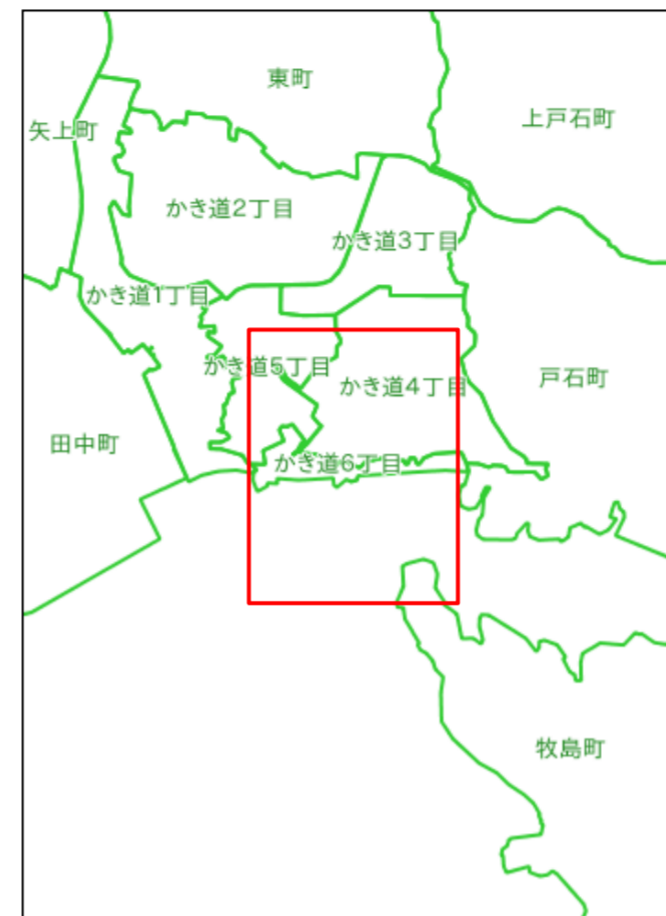 東町
上戸石町
矢上町
かき道2丁目
かき道3丁目
かき道1丁目
かき道5丁目
戸石町
かき道4丁目
田中町
かき道6丁目
牧島町